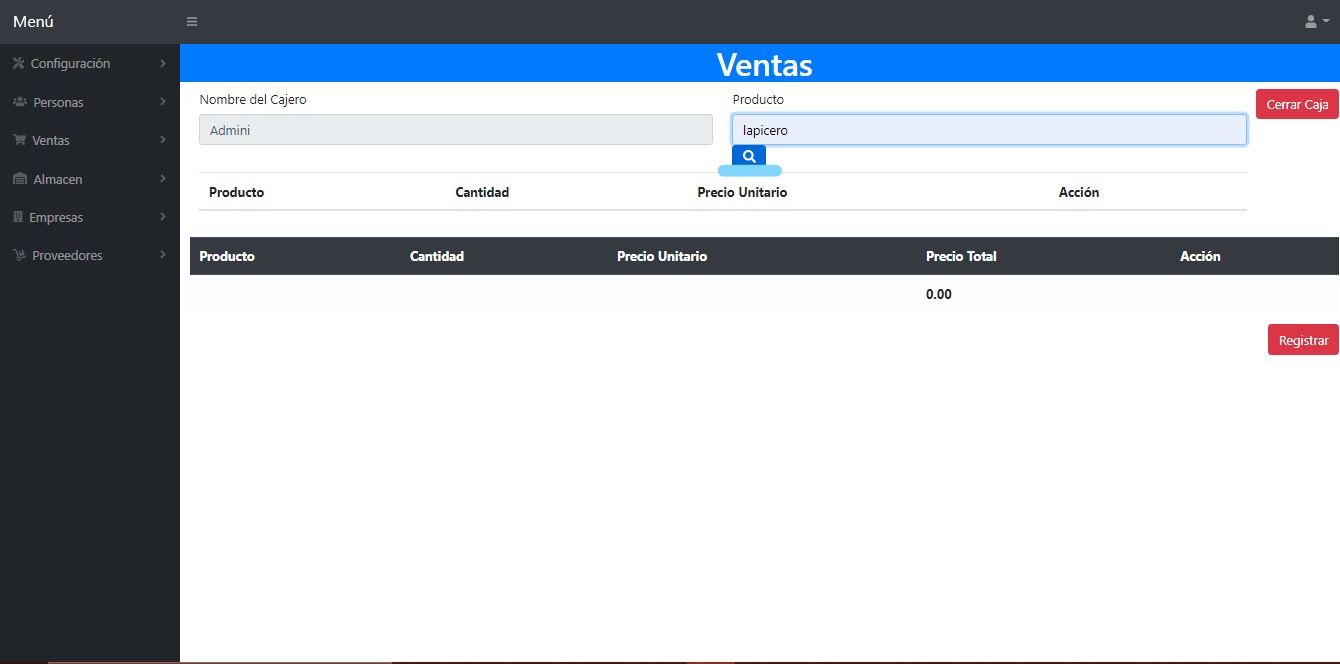 Menú
Configuración
Personas
Ventas
Almacen
Empresas
Proveedores
Ventas
Nombre del Cajero
Producto
Cerrar Caja
Admini
lapicero
Producto Cantidad Precio Unitario Acción
Producto Cantidad Precio Unitario Precio Total Acción
0.00
Registrar